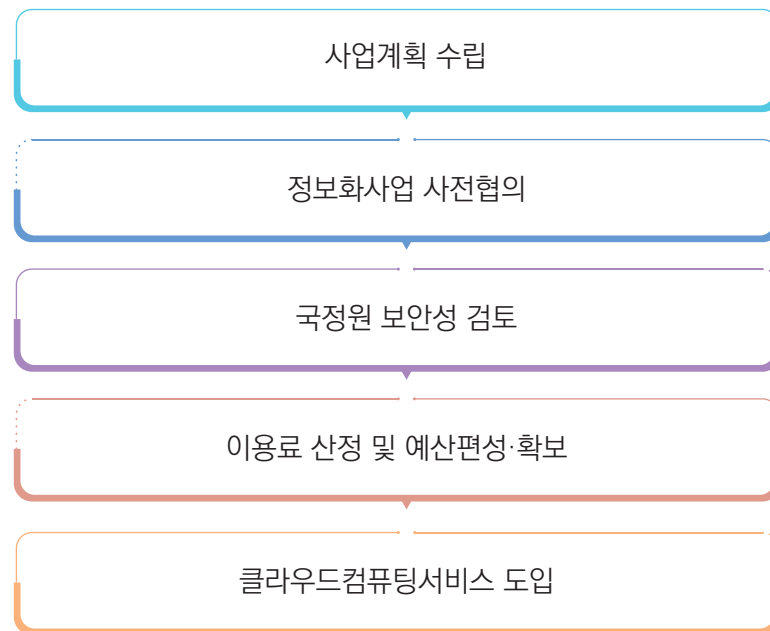 사업계획 수립
정보화사업 사전협의
국정원 보안성 검토
이용료 산정 및 예산편성·확보
클라우드컴퓨팅서비스 도입